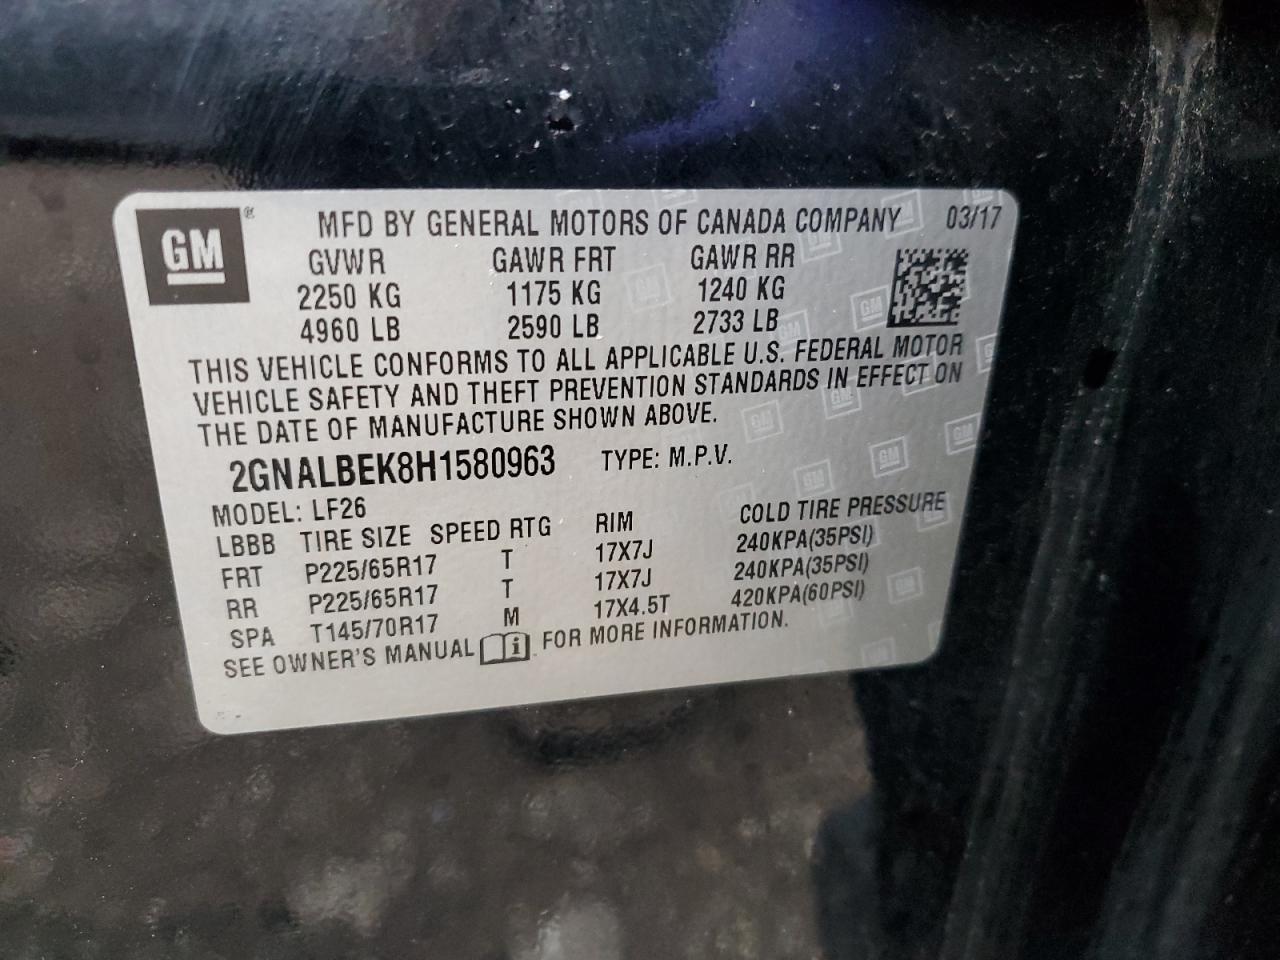 GM ® MFD BY GENERAL MOTORS OF CANADA COMPANY 03/17
GVWR GAWR FRT GAWR RR
2250 KG 1175 KG 1240 KG
4960 LB 2590 LB 2733 LB
THIS VEHICLE CONFORMS TO ALL APPLICABLE U.S. FEDERAL MOTOR
VEHICLE SAFETY AND THEFT PREVENTION STANDARDS IN EFFECT ON
THE DATE OF MANUFACTURE SHOWN ABOVE.
2GNALBEK8H1580963 TYPE: M.P.V.
MODEL: LF26
LBBB TIRE SIZE SPEED RTG RIM COLD TIRE PRESSURE
FRT P225/65R17 T 17X7J 240KPA(35PSI)
RR P225/65R17 T 17X7J 240KPA(35PSI)
SPA T145/70R17 M 17X4.5T 420KPA(60PSI)
SEE OWNER'S MANUAL i FOR MORE INFORMATION.